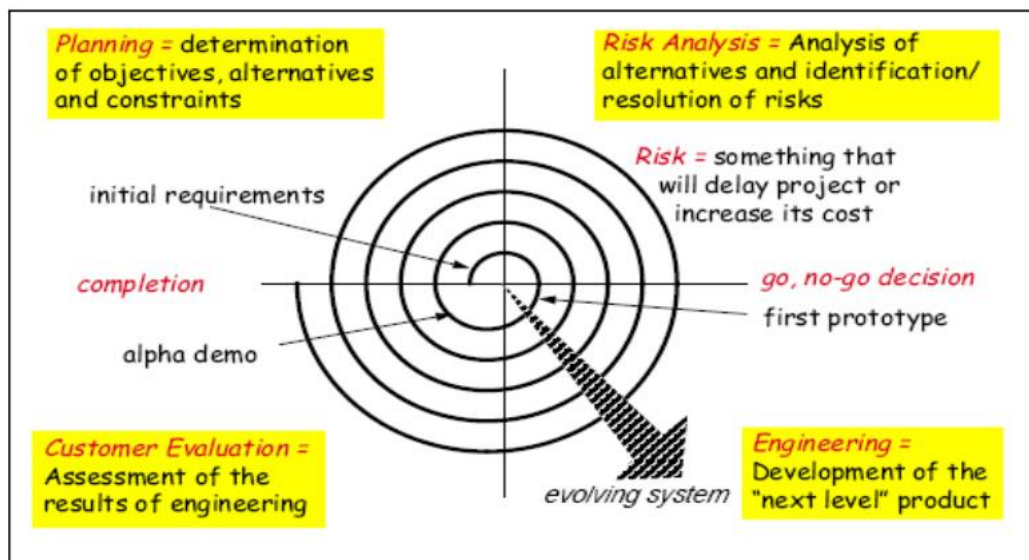 Planning = determination
of objectives, alternatives
and constraints
Risk Analysis = Analysis of
alternatives and identification/
resolution of risks
Risk = something that
will delay project or
increase its cost
initial requirements
completion
go, no-go decision
first prototype
alpha demo
Customer Evaluation =
Assessment of the
results of engineering
evolving system
Engineering =
Development of the
"next level" product